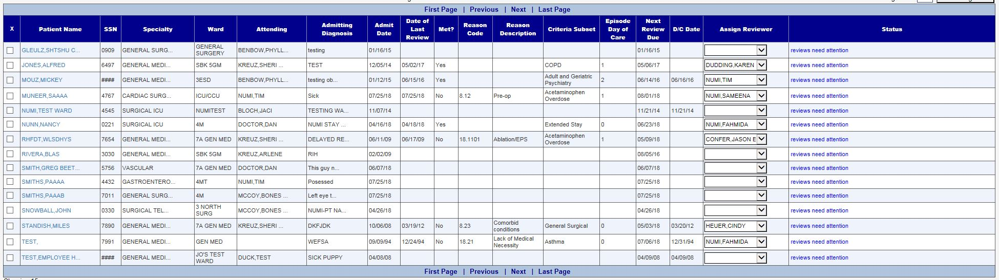 First Page | Previous | Next | Last Page
X Patient Name SSN Specialty Ward Attending Admitting Diagnosis Admit Date Date of Last Review Met? Reason Code Reason Description Criteria Subset Episode Day of Care Next Review Due D/C Date Assign Reviewer Status
GLEULZ,SHTSHU C... 0909 GENERAL SURG... GENERAL SURGERY BENBOW,PHYLL... testing 01/16/15 01/16/15 reviews need attention
JONES,ALFRED 6497 GENERAL MEDI... SBK 5GM KREUZ,SHERI ... TEST 12/05/14 05/02/17 Yes COPD 1 05/06/17 DUDDING,KAREN reviews need attention
MOUZ,MICKEY #### GENERAL MEDI... 3ESD BENBOW,PHYLL... testing ob... 01/12/15 06/15/16 Yes Adult and Geriatric Psychiatry 2 06/14/16 06/16/16 NUMI,TIM reviews need attention
MUNEER,SAAAA 4767 CARDIAC SURG... ICU/CCU NUMI,TIM Sick 07/25/18 07/25/18 No 8.12 Pre-op Acetaminophen Overdose 1 08/01/18 NUMI,SAMEENA reviews need attention
NUMI,TEST WARD 4545 SURGICAL ICU NUMITEST BLOCH,JACI TESTING WA... 11/07/14 11/21/14 11/21/14 reviews need attention
NUNN,NANCY 0221 SURGICAL ICU 4M DOCTOR,DAN NUMI STAY ... 04/16/18 04/18/18 Yes Extended Stay 0 06/23/18 NUMI,FAHMIDA reviews need attention
RHFDT,WLSDHYS 7654 GENERAL MEDI... 7A GEN MED KREUZ,SHERI ... DELAYED RE... 06/11/09 06/17/09 No 18.1101 Ablation/EPS Acetaminophen Overdose 1 05/09/18 CONFER,JASON E reviews need attention
RIVERA,BLAS 3030 GENERAL MEDI... SBK 5GM KREUZ,ARLENE RIH 02/02/09 08/05/16 reviews need attention
SMITH,GREG BEET... 5756 VASCULAR 7A GEN MED DOCTOR,DAN This guy n... 06/07/18 06/07/18 reviews need attention
SMITHS,PAAAA 4432 GASTROENTERO... 4MT NUMI,TIM Posessed 07/25/18 07/25/18 reviews need attention
SMITHS,PAAAB 7011 GENERAL SURG... 4M MCCOY,BONES ... Left eye t... 07/25/18 07/25/18 reviews need attention
SNOWBALL,JOHN 0330 SURGICAL TEL... 3 NORTH SURG MCCOY,BONES ... NUMI-PT NA... 04/26/18 04/26/18 reviews need attention
STANDISH,MILES 7890 GENERAL MEDI... 7A GEN MED KREUZ,SHERI ... DKFJDK 10/06/08 03/19/12 No 8.23 Comorbid conditions General Surgical 0 05/03/18 03/20/12 HEUER,CINDY reviews need attention
TEST, 7991 GENERAL MEDI... GEN MED WEFSA 09/09/94 12/24/94 No 18.21 Lack of Medical Necessity Asthma 0 07/06/18 12/31/94 NUMI,FAHMIDA reviews need attention
TEST,EMPLOYEE H... #### GENERAL MEDI... JO'S TEST WARD DUCK,TEST SICK PUPPY 04/08/08 04/09/08 04/09/08 reviews need attention
First Page | Previous | Next | Last Page